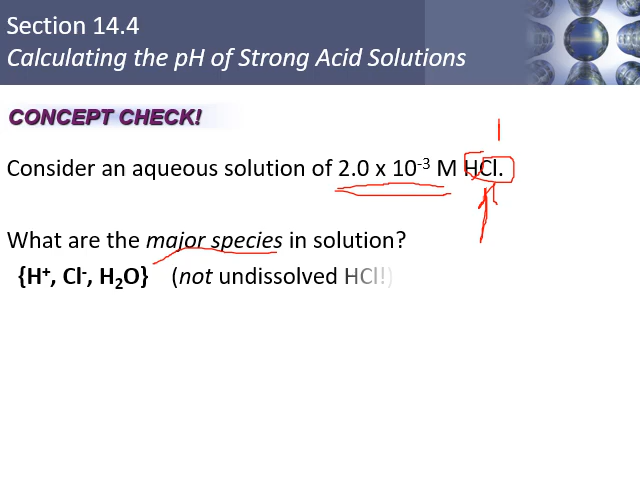 Section 14.4
Calculating the pH of Strong Acid Solutions
CONCEPT CHECK!
Consider an aqueous solution of 2.0 x 10⁻³ M HCl.
What are the major species in solution?
{H⁺, Cl⁻, H₂O} (not undissolved HCl!)